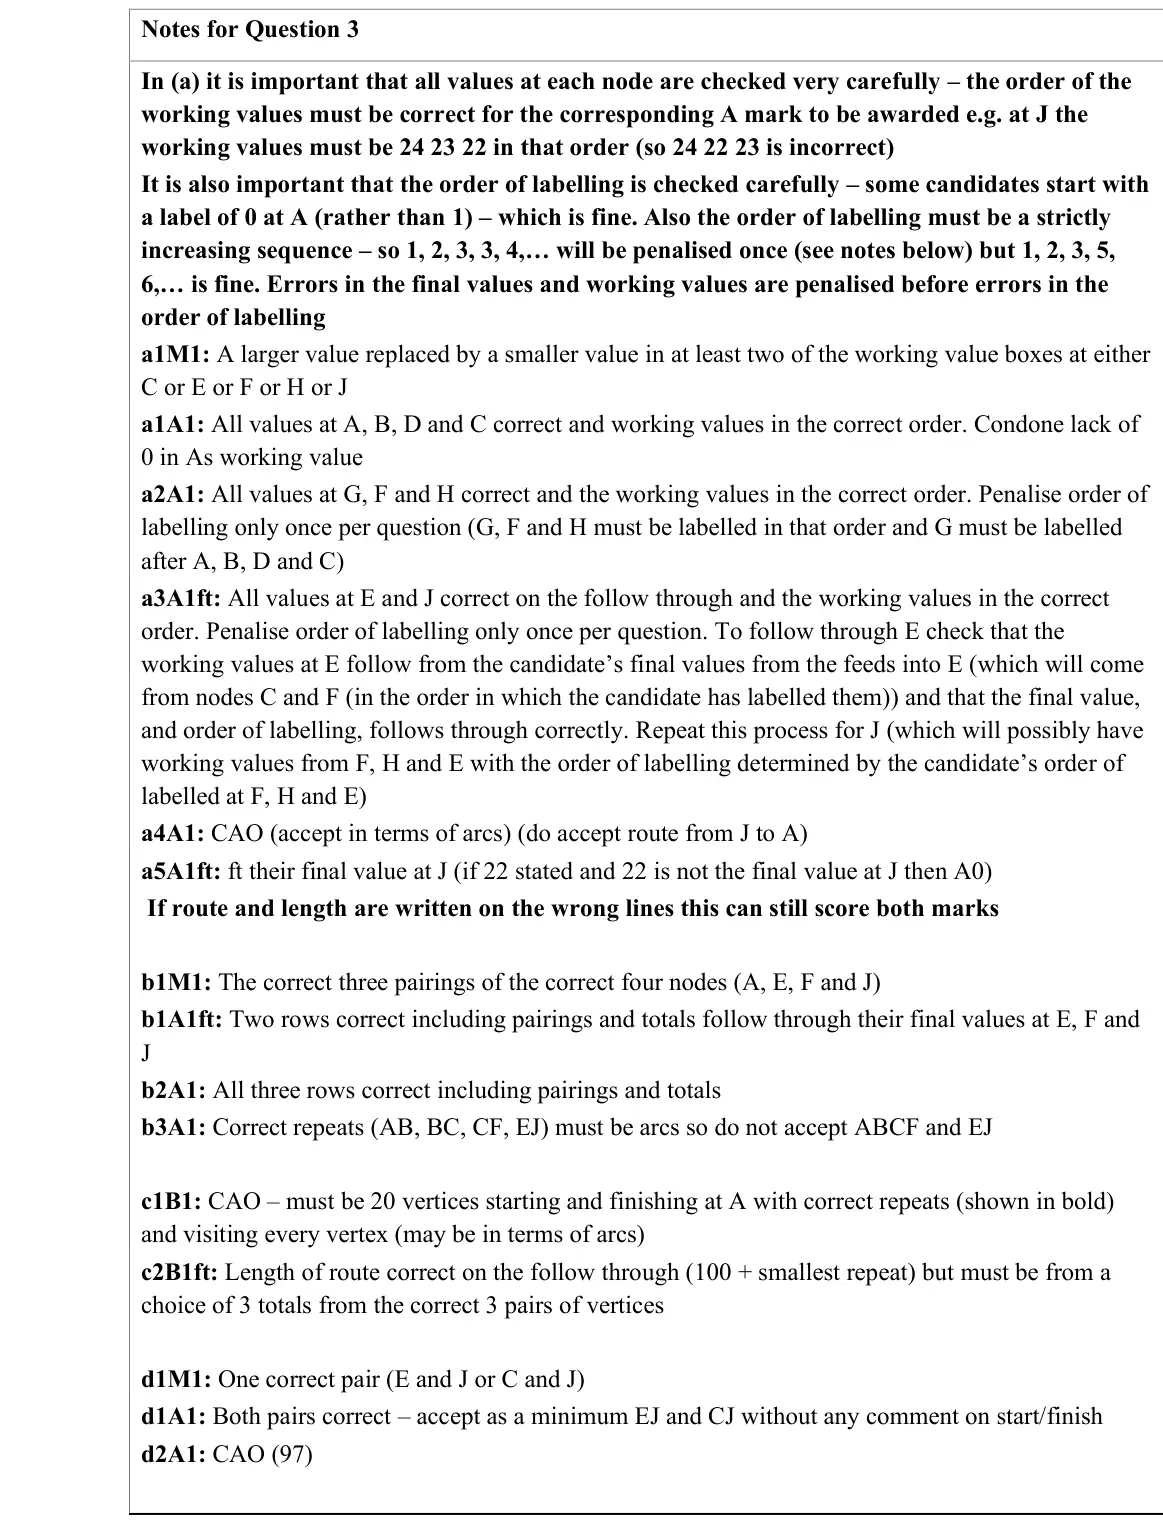 Notes for Question 3
In (a) it is important that all values at each node are checked very carefully – the order of the
working values must be correct for the corresponding A mark to be awarded e.g. at J the
working values must be 24 23 22 in that order (so 24 22 23 is incorrect)
It is also important that the order of labelling is checked carefully – some candidates start with
a label of 0 at A (rather than 1) – which is fine. Also the order of labelling must be a strictly
increasing sequence – so 1, 2, 3, 3, 4,… will be penalised once (see notes below) but 1, 2, 3, 5,
6,… is fine. Errors in the final values and working values are penalised before errors in the
order of labelling
a1M1: A larger value replaced by a smaller value in at least two of the working value boxes at either
C or E or F or H or J
a1A1: All values at A, B, D and C correct and working values in the correct order. Condone lack of
0 in As working value
a2A1: All values at G, F and H correct and the working values in the correct order. Penalise order of
labelling only once per question (G, F and H must be labelled in that order and G must be labelled
after A, B, D and C)
a3A1ft: All values at E and J correct on the follow through and the working values in the correct
order. Penalise order of labelling only once per question. To follow through E check that the
working values at E follow from the candidate’s final values from the feeds into E (which will come
from nodes C and F (in the order in which the candidate has labelled them)) and that the final value,
and order of labelling, follows through correctly. Repeat this process for J (which will possibly have
working values from F, H and E with the order of labelling determined by the candidate’s order of
labelled at F, H and E)
a4A1: CAO (accept in terms of arcs) (do accept route from J to A)
a5A1ft: ft their final value at J (if 22 stated and 22 is not the final value at J then A0)
If route and length are written on the wrong lines this can still score both marks
b1M1: The correct three pairings of the correct four nodes (A, E, F and J)
b1A1ft: Two rows correct including pairings and totals follow through their final values at E, F and
J
b2A1: All three rows correct including pairings and totals
b3A1: Correct repeats (AB, BC, CF, EJ) must be arcs so do not accept ABCF and EJ
c1B1: CAO – must be 20 vertices starting and finishing at A with correct repeats (shown in bold)
and visiting every vertex (may be in terms of arcs)
c2B1ft: Length of route correct on the follow through (100 + smallest repeat) but must be from a
choice of 3 totals from the correct 3 pairs of vertices
d1M1: One correct pair (E and J or C and J)
d1A1: Both pairs correct – accept as a minimum EJ and CJ without any comment on start/finish
d2A1: CAO (97)